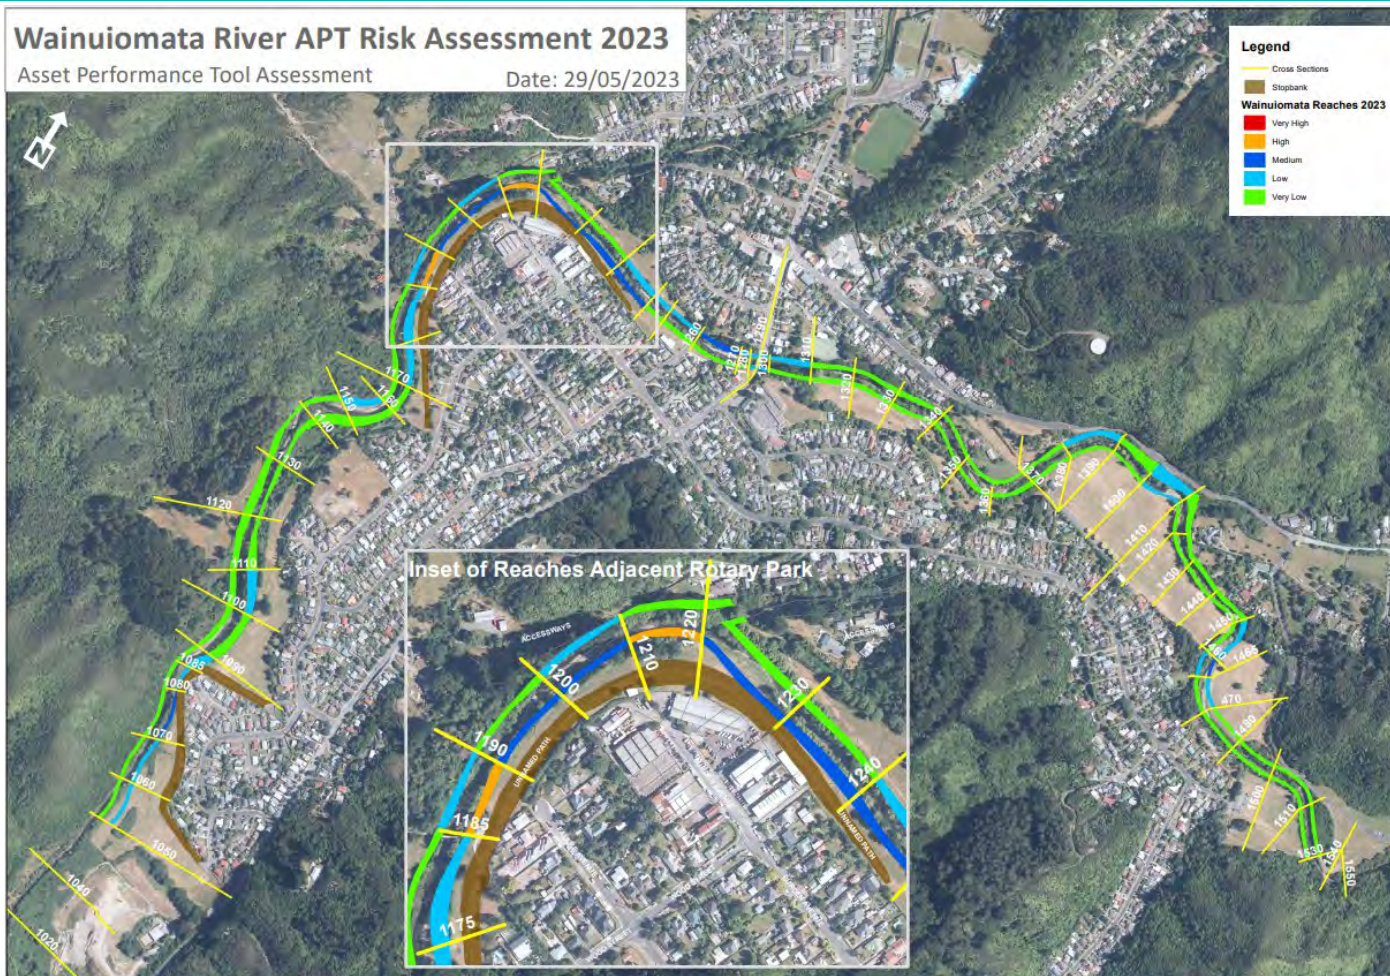 Wainuiomata River APT Risk Assessment 2023
Asset Performance Tool Assessment
Date: 29/05/2023
N
Legend
Cross Sections
Stopbank
Wainuiomata Reaches 2023
Very High
High
Medium
Low
Very Low
1260
1270
1280
1290
1300
1310
1320
1330
1340
1350
1360
1370
1380
1390
1400
1410
1420
1430
1440
1450
1460
1465
470
1480
1500
1510
1530
1540
1550
1170
1160
1150
1140
1130
1120
1110
1100
1090
1085
1080
1070
1060
1050
1040
1020
Inset of Reaches Adjacent Rotary Park
ACCESSWAYS
ACCESSWAYS
1220
1210
1200
1230
1190
UNNAMED PATH
1240
1185
UNNAMED PATH
1175